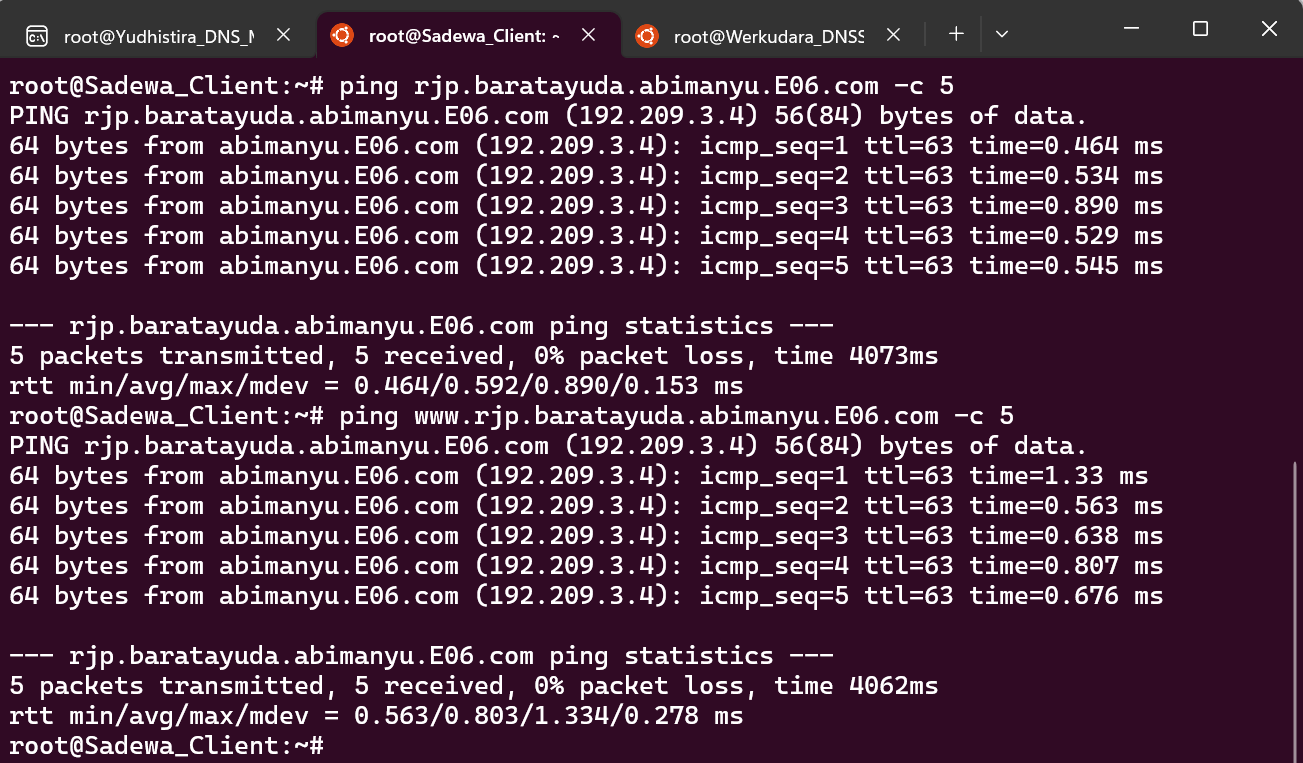 root@Yudhistira_DNS_M
root@Sadewa_Client: ~
root@Werkudara_DNSS
root@Sadewa_Client:~# ping rjp.baratayuda.abimanyu.E06.com -c 5
PING rjp.baratayuda.abimanyu.E06.com (192.209.3.4) 56(84) bytes of data.
64 bytes from abimanyu.E06.com (192.209.3.4): icmp_seq=1 ttl=63 time=0.464 ms
64 bytes from abimanyu.E06.com (192.209.3.4): icmp_seq=2 ttl=63 time=0.534 ms
64 bytes from abimanyu.E06.com (192.209.3.4): icmp_seq=3 ttl=63 time=0.890 ms
64 bytes from abimanyu.E06.com (192.209.3.4): icmp_seq=4 ttl=63 time=0.529 ms
64 bytes from abimanyu.E06.com (192.209.3.4): icmp_seq=5 ttl=63 time=0.545 ms
--- rjp.baratayuda.abimanyu.E06.com ping statistics ---
5 packets transmitted, 5 received, 0% packet loss, time 4073ms
rtt min/avg/max/mdev = 0.464/0.592/0.890/0.153 ms
root@Sadewa_Client:~# ping www.rjp.baratayuda.abimanyu.E06.com -c 5
PING rjp.baratayuda.abimanyu.E06.com (192.209.3.4) 56(84) bytes of data.
64 bytes from abimanyu.E06.com (192.209.3.4): icmp_seq=1 ttl=63 time=1.33 ms
64 bytes from abimanyu.E06.com (192.209.3.4): icmp_seq=2 ttl=63 time=0.563 ms
64 bytes from abimanyu.E06.com (192.209.3.4): icmp_seq=3 ttl=63 time=0.638 ms
64 bytes from abimanyu.E06.com (192.209.3.4): icmp_seq=4 ttl=63 time=0.807 ms
64 bytes from abimanyu.E06.com (192.209.3.4): icmp_seq=5 ttl=63 time=0.676 ms
--- rjp.baratayuda.abimanyu.E06.com ping statistics ---
5 packets transmitted, 5 received, 0% packet loss, time 4062ms
rtt min/avg/max/mdev = 0.563/0.803/1.334/0.278 ms
root@Sadewa_Client:~#